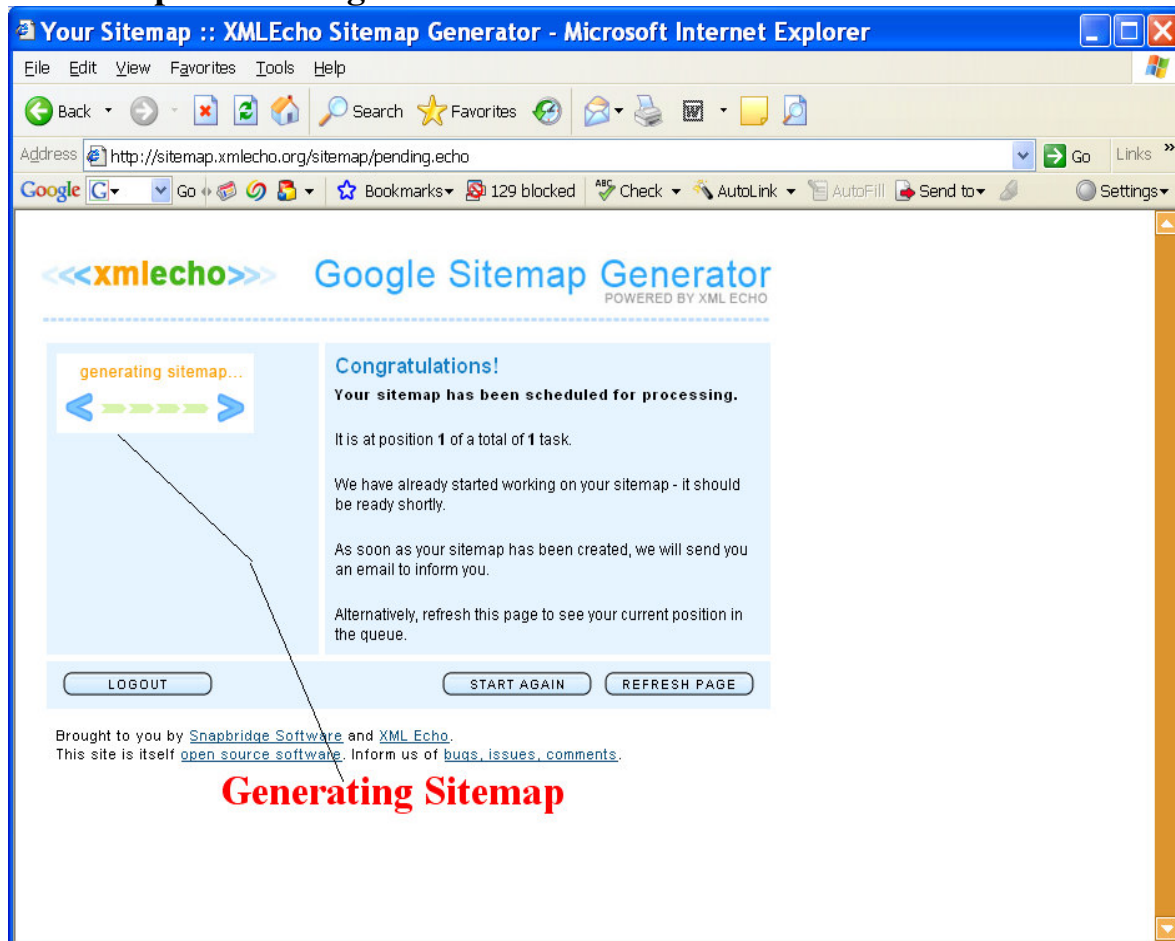 Your Sitemap :: XMLEcho Sitemap Generator - Microsoft Internet Explorer
File Edit View Favorites Tools Help
Back Search Favorites
Address http://sitemap.xmlecho.org/sitemap/pending.echo Go Links »
Google G Go Bookmarks 129 blocked ABC Check AutoLink AutoFill Send to Settings
<<<xmlecho>>> Google Sitemap Generator
POWERED BY XML ECHO
generating sitemap...
Congratulations!
Your sitemap has been scheduled for processing.
It is at position 1 of a total of 1 task.
We have already started working on your sitemap - it should
be ready shortly.
As soon as your sitemap has been created, we will send you
an email to inform you.
Alternatively, refresh this page to see your current position in
the queue.
LOGOUT START AGAIN REFRESH PAGE
Brought to you by Snapbridge Software and XML Echo.
This site is itself open source software. Inform us of bugs, issues, comments.
Generating Sitemap